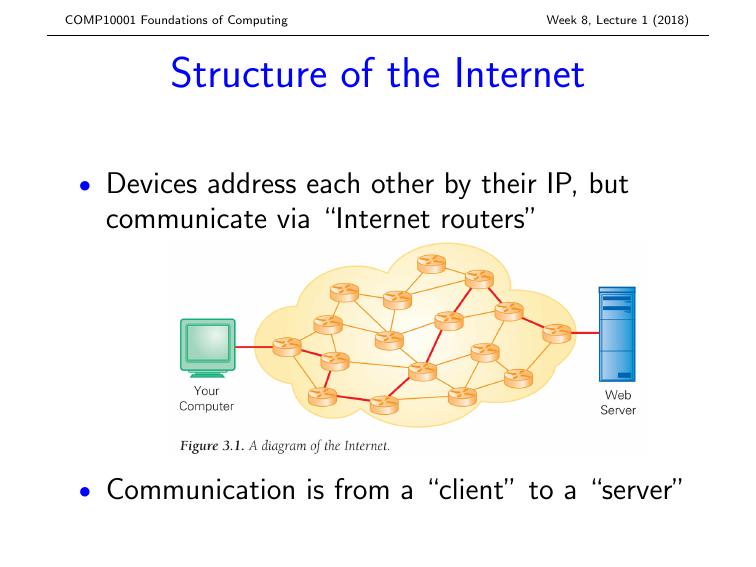 COMP10001 Foundations of Computing
Week 8, Lecture 1 (2018)
Structure of the Internet
• Devices address each other by their IP, but
communicate via “Internet routers”
Your
Computer
Web
Server
Figure 3.1. A diagram of the Internet.
• Communication is from a “client” to a “server”